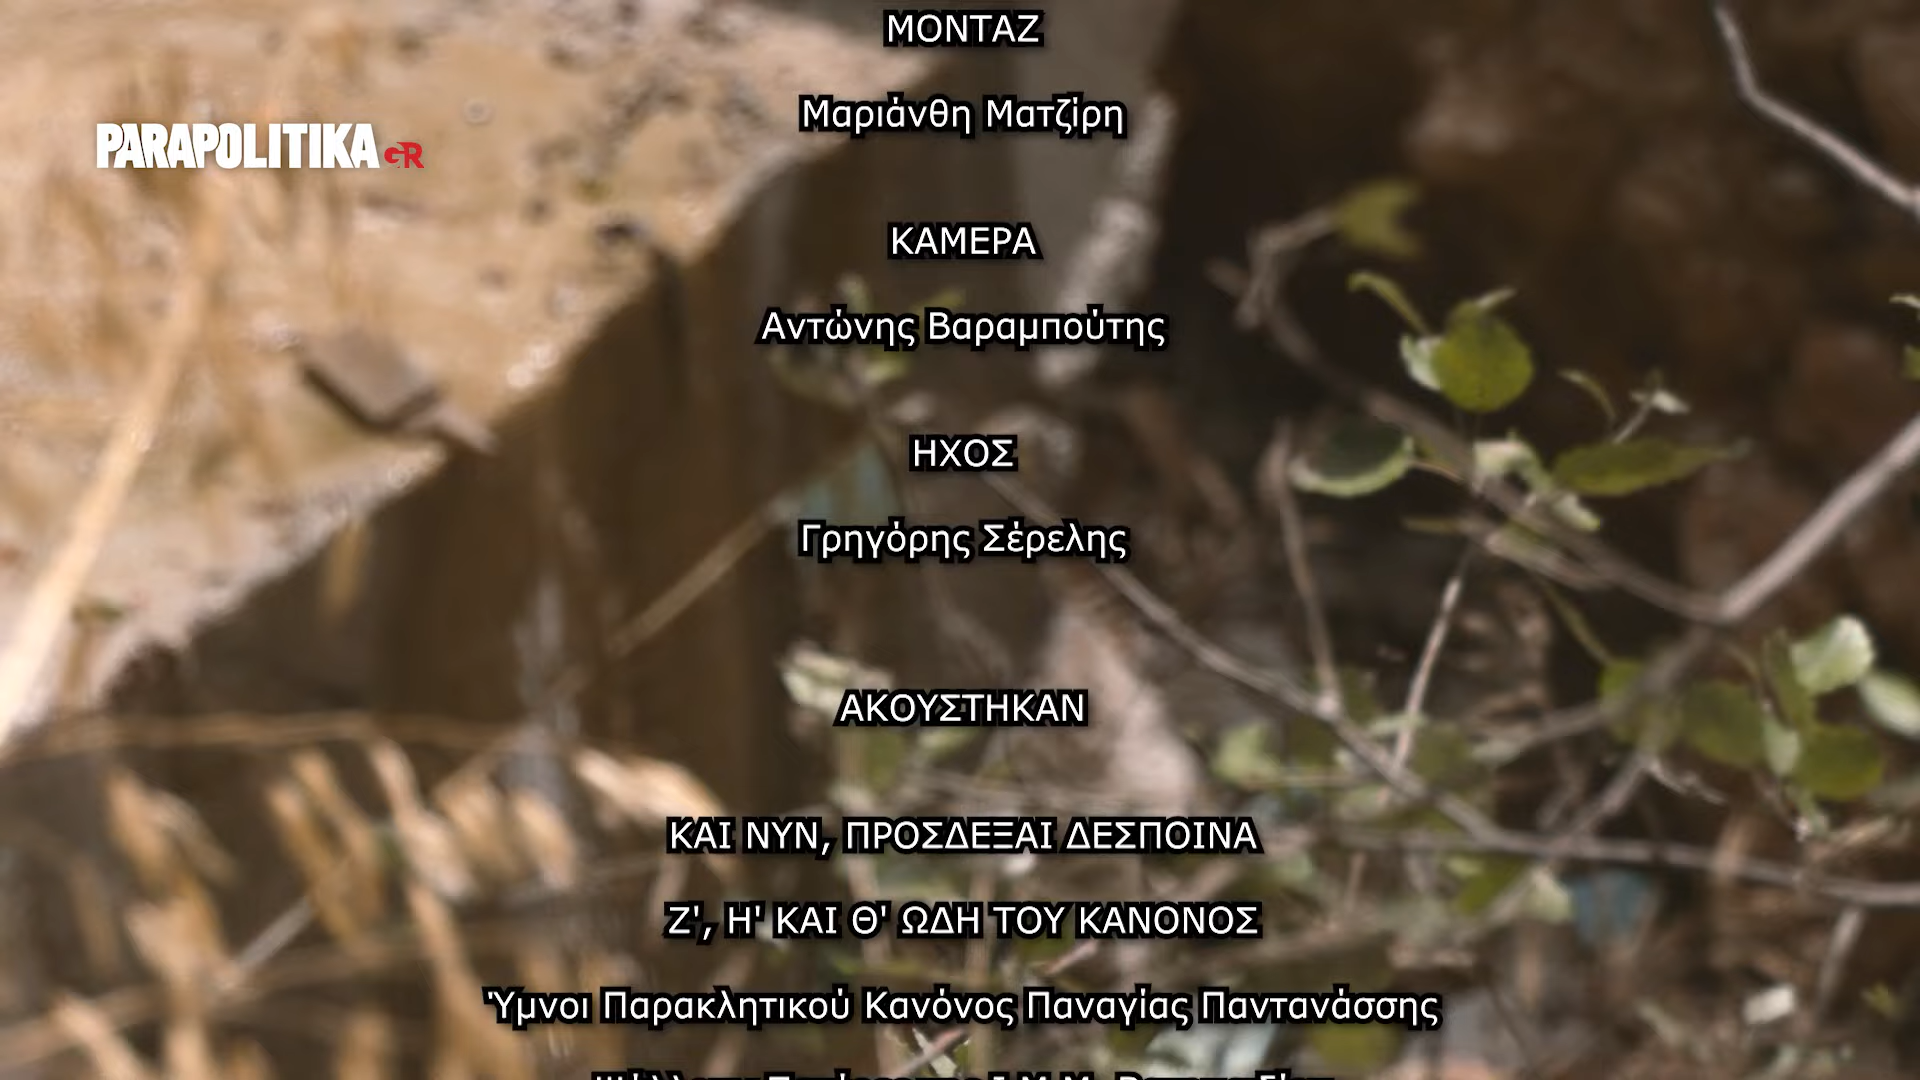 ΜΟΝΤΑΖ
Μαριάνθη Ματζίρη
PARAPOLITIKA GR
ΚΑΜΕΡΑ
Αντώνης Βαραμπούτης
ΗΧΟΣ
Γρηγόρης Σέρελης
ΑΚΟΥΣΤΗΚΑΝ
ΚΑΙ ΝΥΝ, ΠΡΟΣΔΕΞΑΙ ΔΕΣΠΟΙΝΑ
Ζ', Η' ΚΑΙ Θ' ΩΔΗ ΤΟΥ ΚΑΝΟΝΟΣ
Ύμνοι Παρακλητικού Κανόνος Παναγίας Παντανάσσης